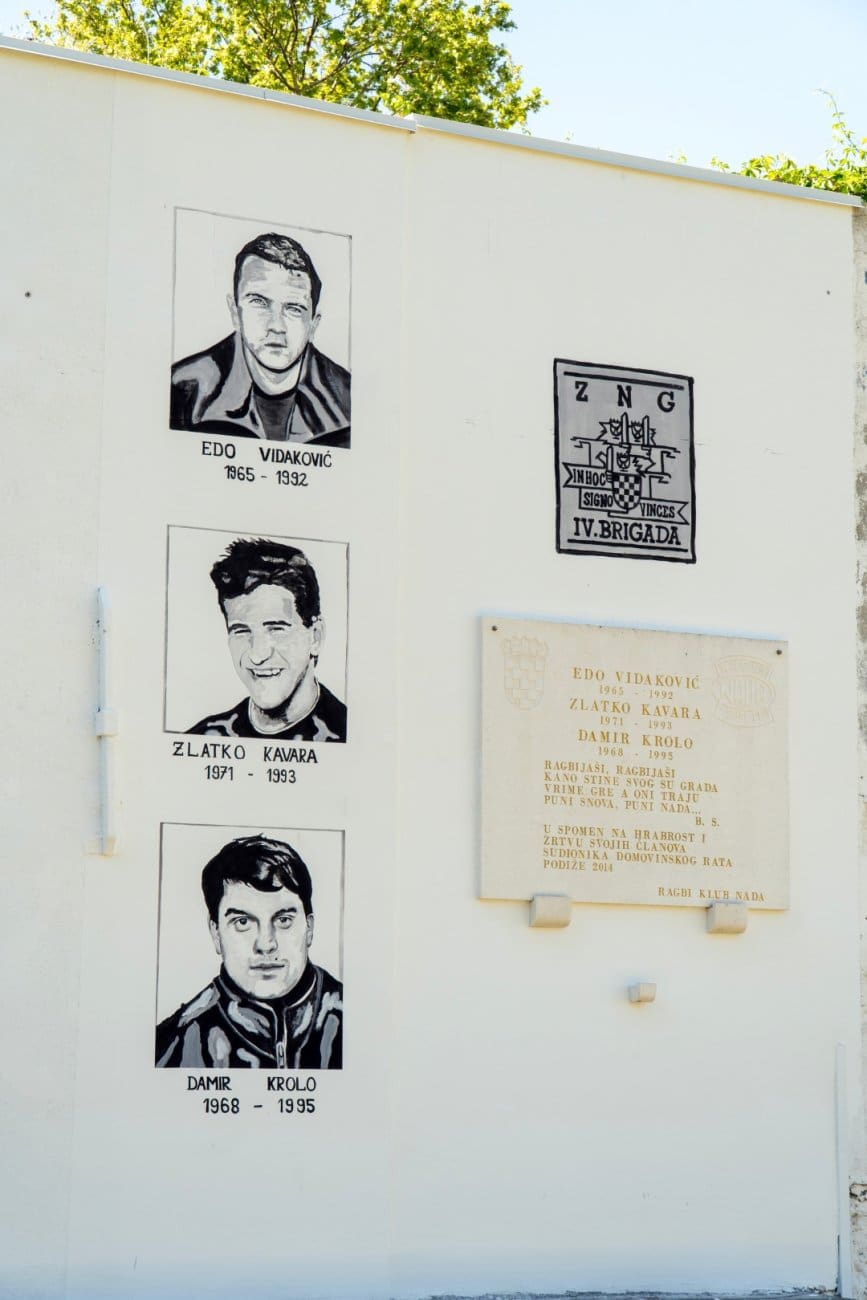 EDO VIDAKOVIĆ
1965 - 1992
ZLATKO KAVARA
1971 - 1993
DAMIR KROLO
1968 - 1995
Z N G
IN HOC
SIGNO
VINCES
IV. BRIGADA
EDO VIDAKOVIĆ
1965 - 1992
ZLATKO KAVARA
1971 - 1993
DAMIR KROLO
1968 - 1995
RAGBIJAŠI, RAGBIJAŠI
KANO STINE SVOG SU GRADA
VRIME GRE A ONI TRAJU
PUNI SNOVA, PUNI NADA...
B. S.
U SPOMEN NA HRABROST I
ŽRTVU SVOJIH ČLANOVA
SUDIONIKA DOMOVINSKOG RATA
PODIŽE 2014
RAGBI KLUB NADA